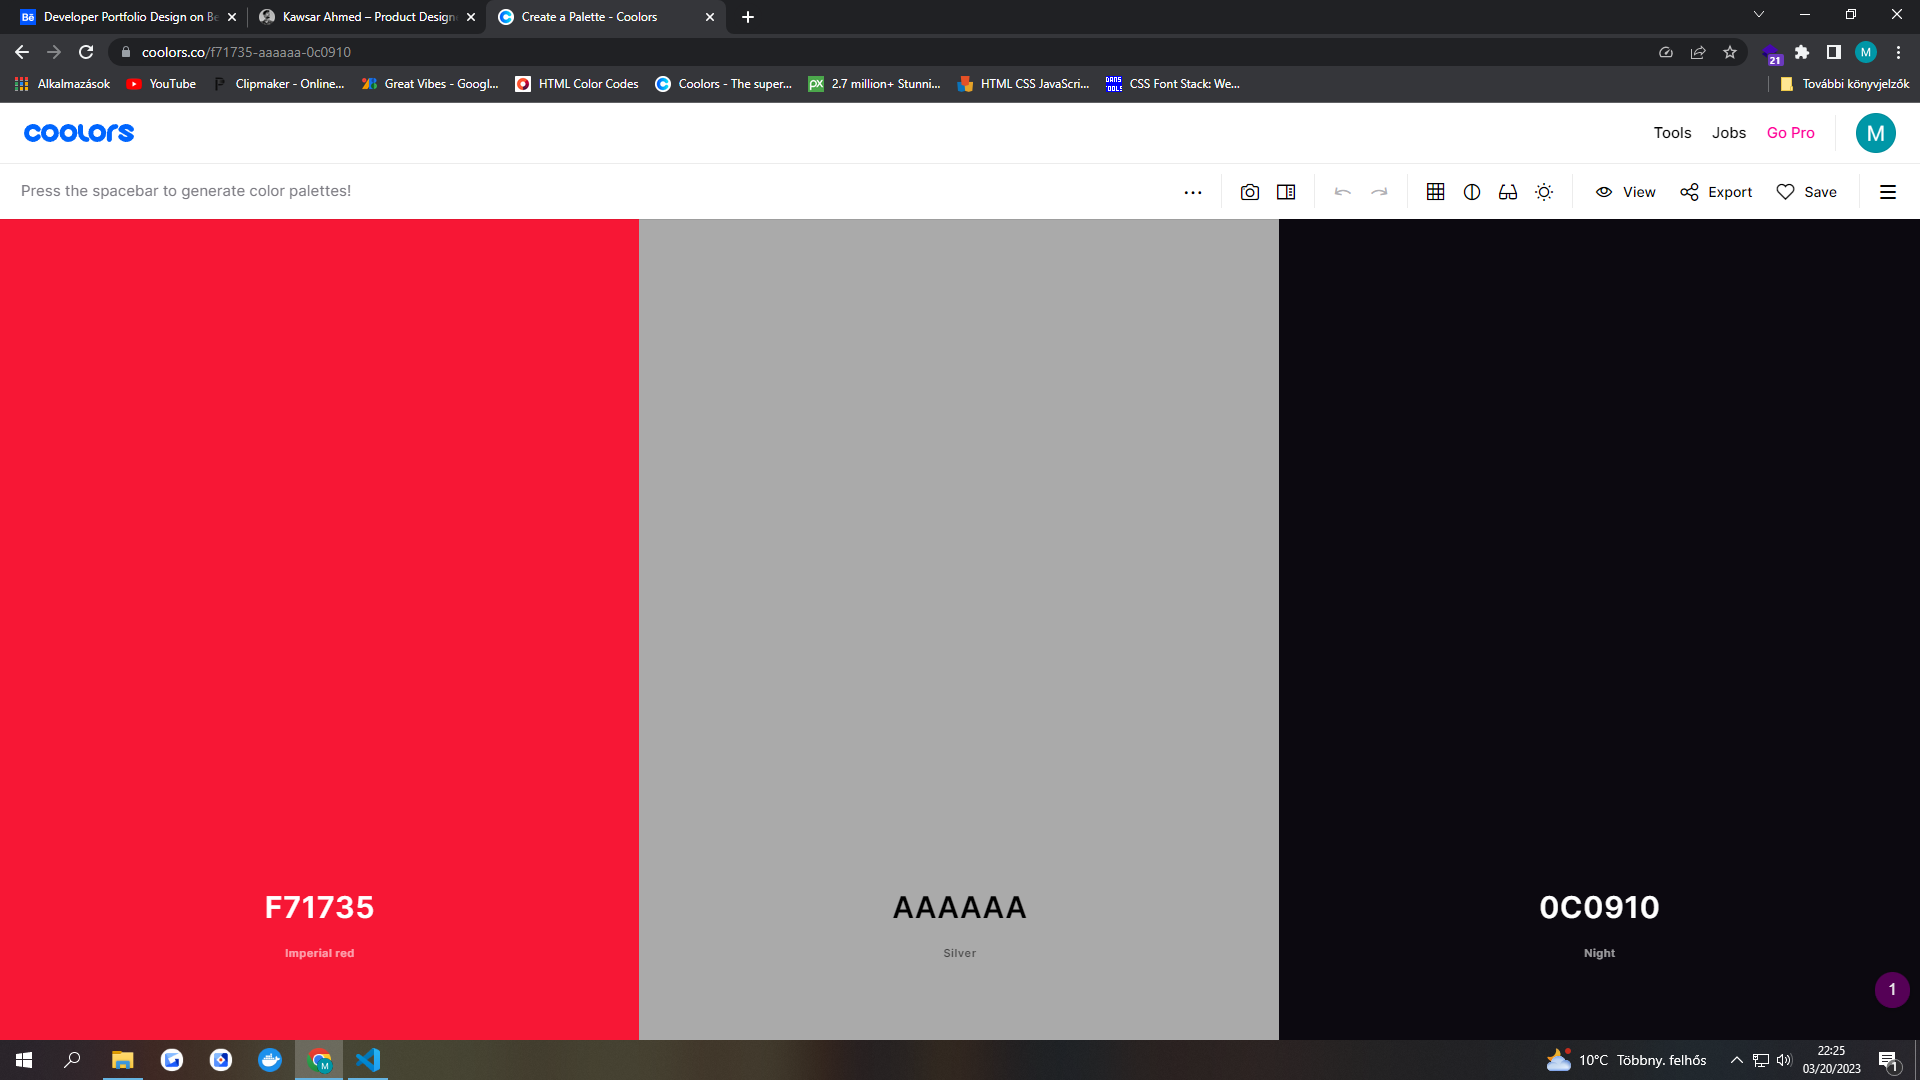 Developer Portfolio Design on Be
Kawsar Ahmed – Product Design
Create a Palette - Coolors
coolors.co/f71735-aaaaaa-0c0910
21
M
Alkalmazások
YouTube
Clipmaker - Online...
Great Vibes - Googl...
HTML Color Codes
Coolors - The super...
2.7 million+ Stunni...
HTML CSS JavaScri...
CSS Font Stack: We...
További könyvjelzők
coolors
Tools
Jobs
Go Pro
M
Press the spacebar to generate color palettes!
View
Export
Save
F71735
AAAAAA
0C0910
Imperial red
Silver
Night
1
10°C Többny. felhős
22:25
03/20/2023
1